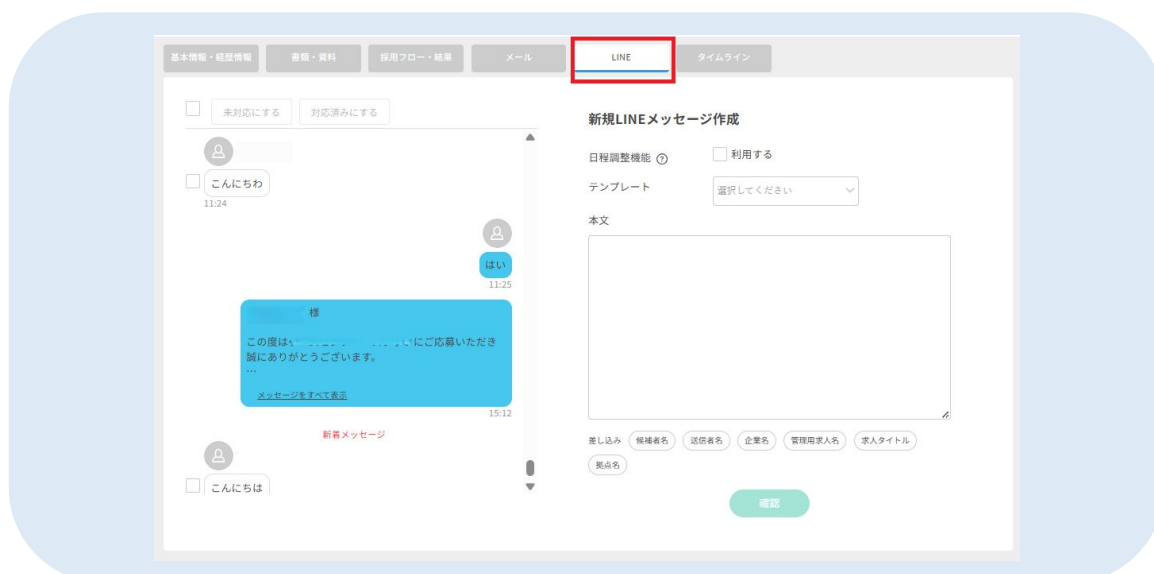 基本情報・経歴情報
書類・資料
採用フロー・結果
メール
LINE
タイムライン
未対応にする
対応済みにする
こんにちわ
11:24
はい
11:25
様
この度は
にご応募いただき
誠にありがとうございます。
…
メッセージをすべて表示
15:12
新着メッセージ
こんにちは
新規LINEメッセージ作成
日程調整機能 ?
利用する
テンプレート
選択してください
本文
差し込み 候補者名 送信者名 企業名 管理用求人名 求人タイトル
拠点名
確認